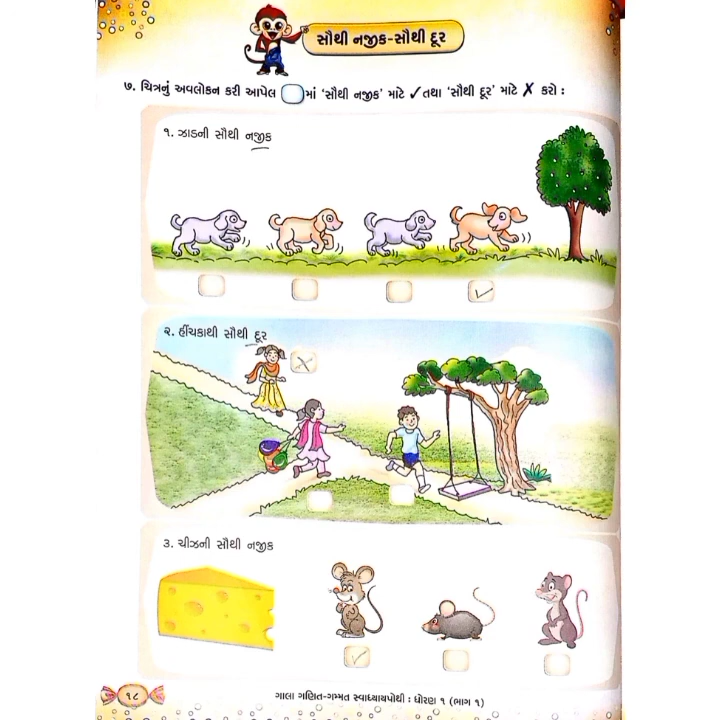 સૌથી નજીક-સૌથી દૂર
૭. ચિત્રનું અવલોકન કરી આપેલ માં 'સૌથી નજીક' માટે ✓ તથા 'સૌથી દૂર' માટે ✗ કરો :
૧. ઝાડની સૌથી નજીક
✓
૨. હીંચકાથી સૌથી દૂર
✗
૩. ચીઝની સૌથી નજીક
✓
૧૮
ગાલા ગણિત-ગમ્મત સ્વાધ્યાયપોથી : ધોરણ ૧ (ભાગ ૧)